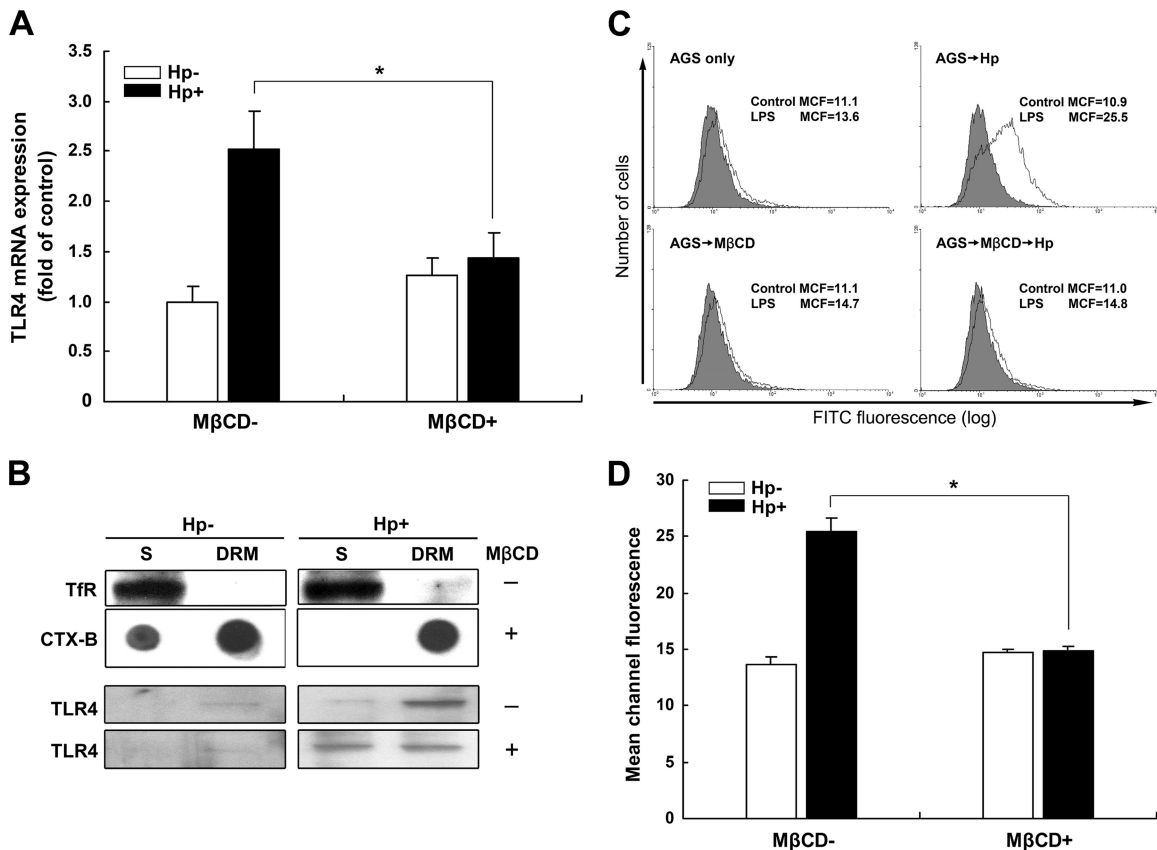 A
TLR4 mRNA expression
(fold of control)
3.5
3.0
2.5
2.0
1.5
1.0
0.5
0
Hp-
Hp+
*
MβCD-
MβCD+
B
Hp-
Hp+
S
DRM
S
DRM
MβCD
TfR
–
CTX-B
+
TLR4
–
TLR4
+
C
Number of cells
AGS only
Control MCF=11.1
LPS MCF=13.6
AGS→Hp
Control MCF=10.9
LPS MCF=25.5
AGS→MβCD
Control MCF=11.1
LPS MCF=14.7
AGS→MβCD→Hp
Control MCF=11.0
LPS MCF=14.8
FITC fluorescence (log)
D
Mean channel fluorescence
30
25
20
15
10
5
0
Hp-
Hp+
*
MβCD-
MβCD+